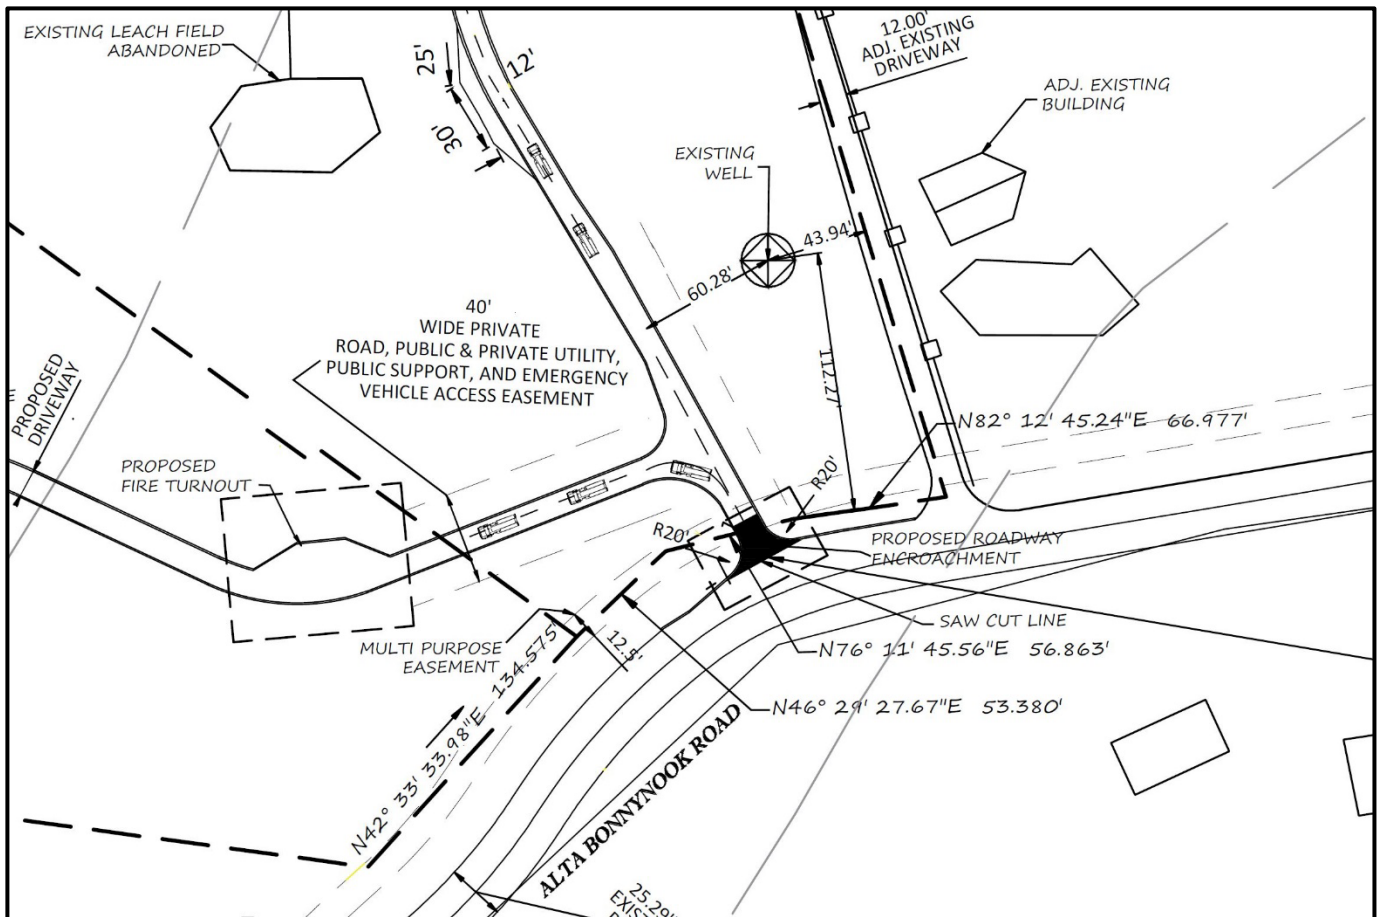 EXISTING LEACH FIELD
ABANDONED
25'
12'
30'
12.00'
ADJ. EXISTING
DRIVEWAY
ADJ. EXISTING
BUILDING
EXISTING
WELL
43.94'
60.28'
112.27'
40'
WIDE PRIVATE
ROAD, PUBLIC & PRIVATE UTILITY,
PUBLIC SUPPORT, AND EMERGENCY
VEHICLE ACCESS EASEMENT
PROPOSED
DRIVEWAY
PROPOSED
FIRE TURNOUT
N82° 12' 45.24"E 66.977'
R20'
R20'
PROPOSED ROADWAY
ENCROACHMENT
SAW CUT LINE
N76° 11' 45.56"E 56.863'
MULTI PURPOSE
EASEMENT
12.5'
N46° 29' 27.67"E 53.380'
N42° 33' 33.98"E 134.575'
ALTA BONNYNOOK ROAD
25.29'